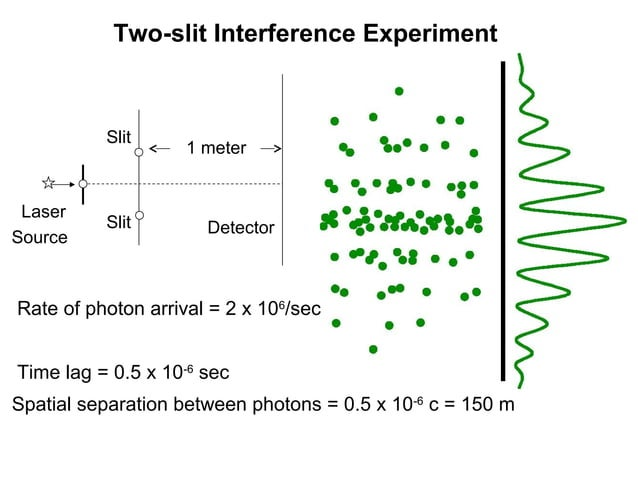 Two-slit Interference Experiment
Slit
1 meter
Laser
Source
Slit
Detector
Rate of photon arrival = 2 x 10⁶/sec
Time lag = 0.5 x 10⁻⁶ sec
Spatial separation between photons = 0.5 x 10⁻⁶ c = 150 m